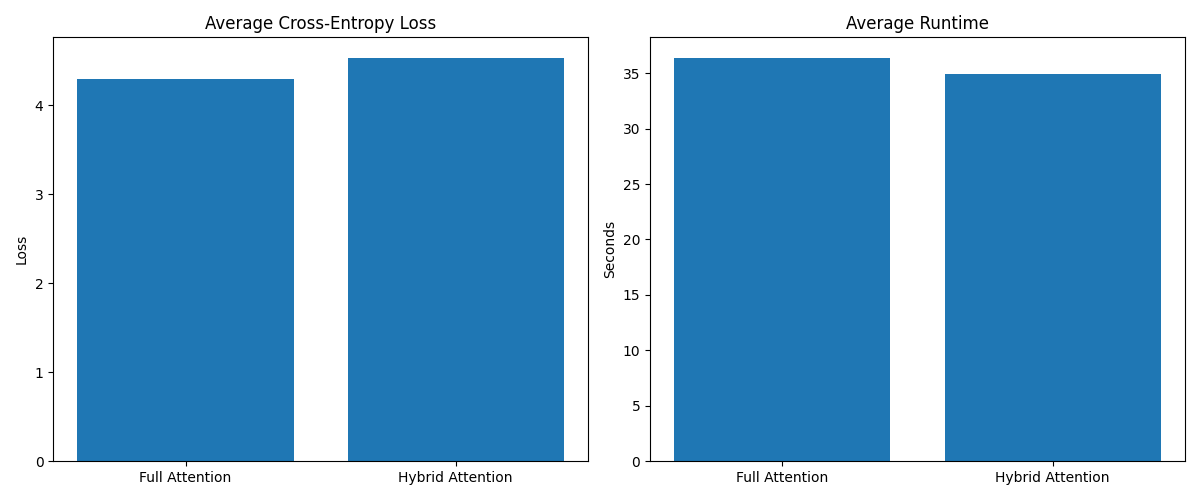 Average Cross-Entropy Loss
Loss
4
3
2
1
0
Full Attention
Hybrid Attention
Average Runtime
Seconds
35
30
25
20
15
10
5
0
Full Attention
Hybrid Attention